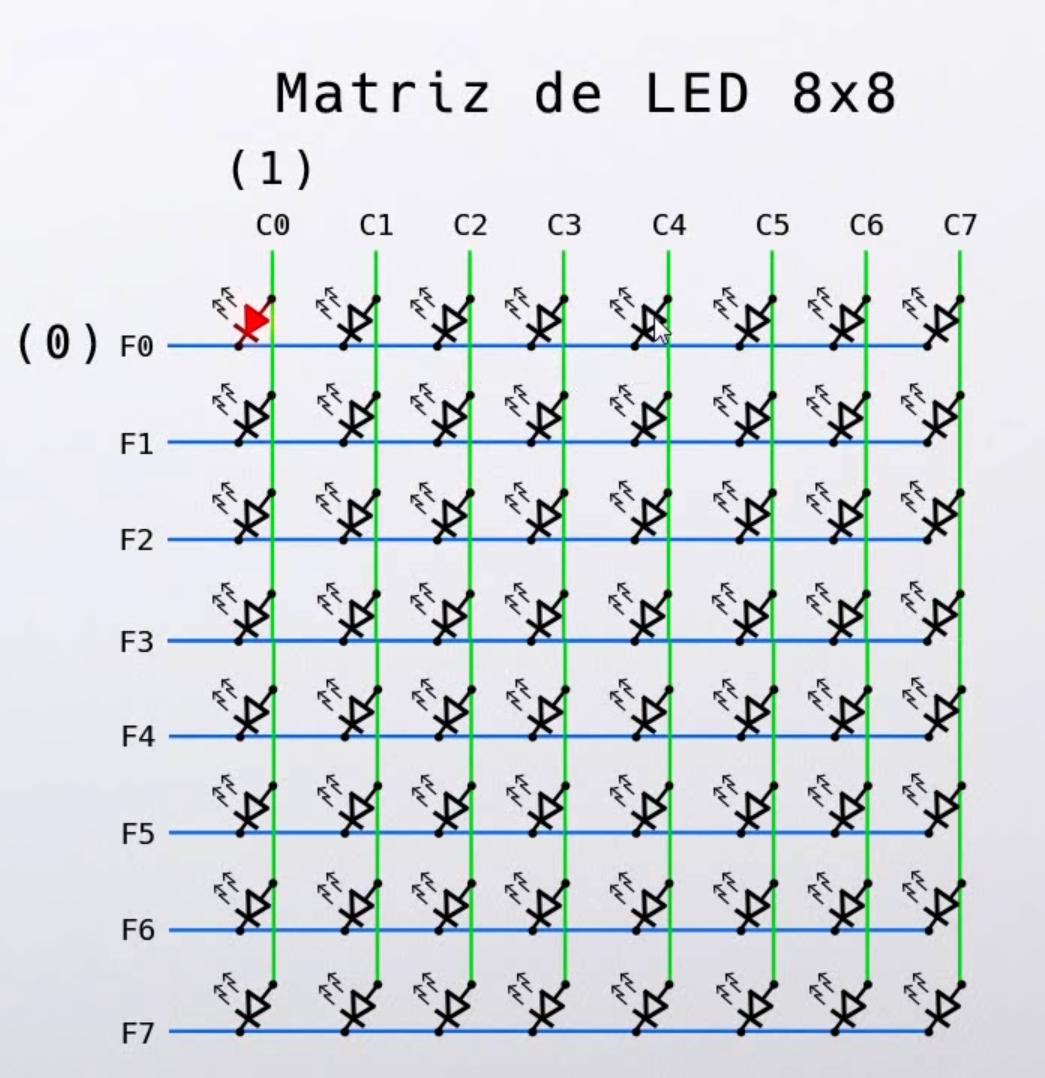 Matriz de LED 8x8
(1)
C0 C1 C2 C3 C4 C5 C6 C7
(0) F0
F1
F2
F3
F4
F5
F6
F7